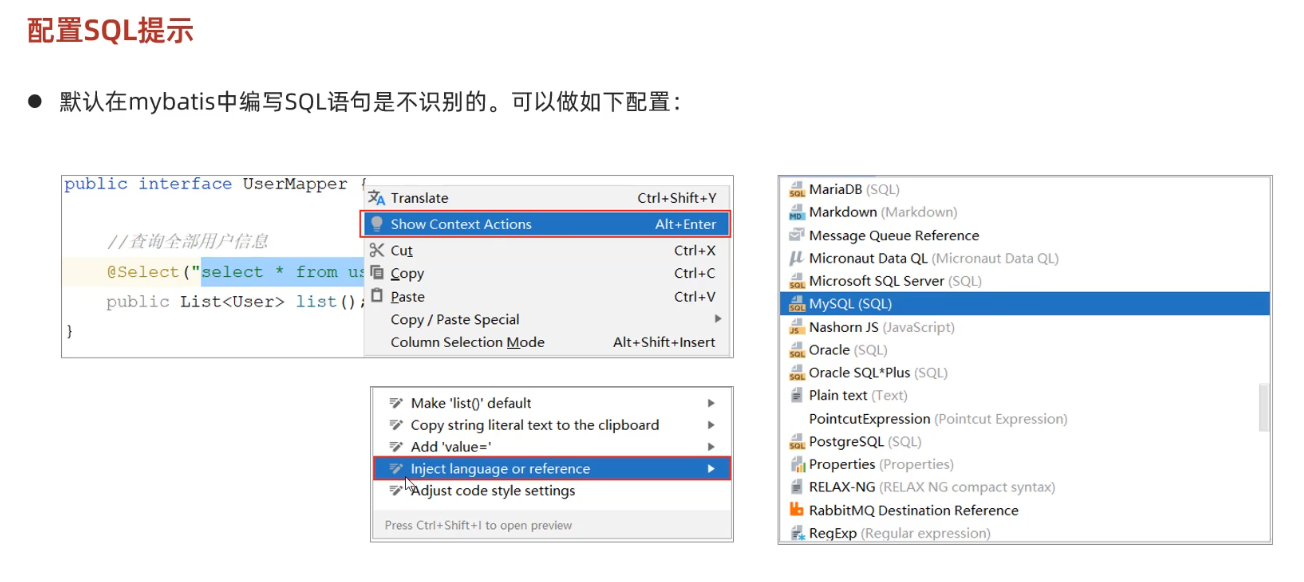 配置SQL提示
● 默认在mybatis中编写SQL语句是不识别的。可以做如下配置：
public interface UserMapper {
//查询全部用户信息
@Select("select * from us
public List<User> list();
}
Translate Ctrl+Shift+Y
Show Context Actions Alt+Enter
Cut Ctrl+X
Copy Ctrl+C
Paste Ctrl+V
Copy / Paste Special
Column Selection Mode Alt+Shift+Insert
Make 'list()' default
Copy string literal text to the clipboard
Add 'value='
Inject language or reference
Adjust code style settings
Press Ctrl+Shift+I to open preview
MariaDB (SQL)
Markdown (Markdown)
Message Queue Reference
Micronaut Data QL (Micronaut Data QL)
Microsoft SQL Server (SQL)
MySQL (SQL)
Nashorn JS (JavaScript)
Oracle (SQL)
Oracle SQL*Plus (SQL)
Plain text (Text)
PointcutExpression (Pointcut Expression)
PostgreSQL (SQL)
Properties (Properties)
RELAX-NG (RELAX NG compact syntax)
RabbitMQ Destination Reference
RegExp (Regular expression)